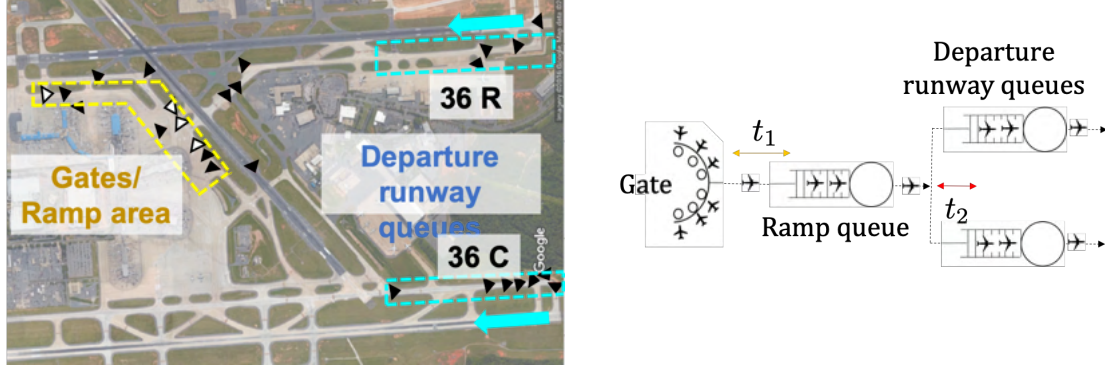 36 R
Gates/
Ramp area
Departure
runway
queues
36 C
Google
Departure
runway queues
t1
Gate
Ramp queue
t2